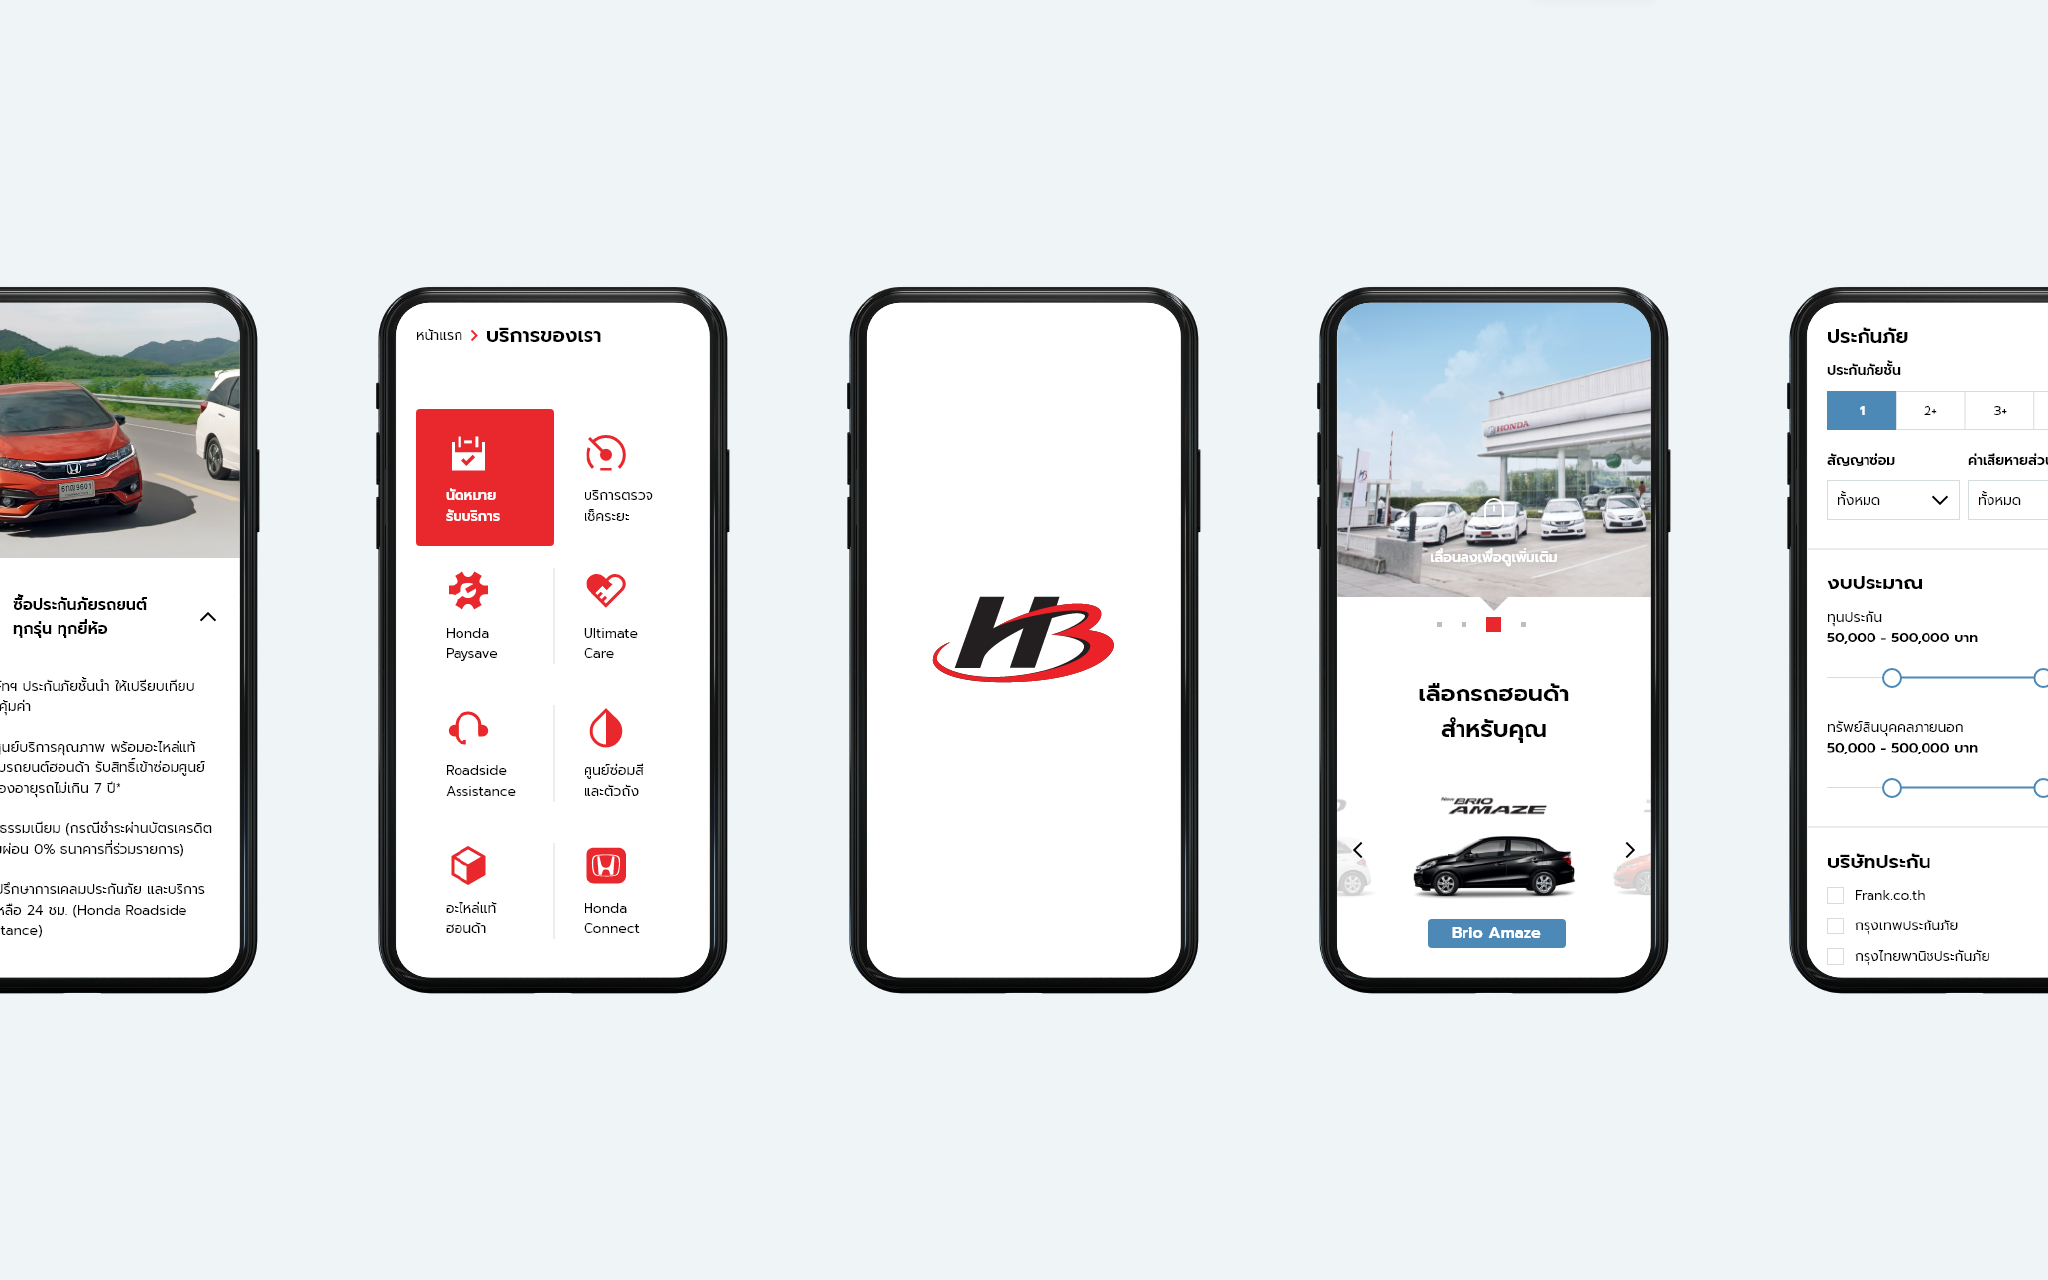 6กญ9601
ซื้อประกันภัยรถยนต์
ทุกรุ่น ทุกยี่ห้อ
ประกันภัยชั้นนำ ให้เปรียบเทียบ
คุ้มค่า
ศูนย์บริการคุณภาพ พร้อมอะไหล่แท้
รถยนต์ฮอนด้า รับสิทธิ์เข้าซ่อมศูนย์
องอายุรถไม่เกิน 7 ปี*
ธรรมเนียม (กรณีชำระผ่านบัตรเครดิต
ผ่อน 0% ธนาคารที่ร่วมรายการ)
ปรึกษาการเคลมประกันภัย และบริการ
หลือ 24 ชม. (Honda Roadside
tance)
หน้าแรก > บริการของเรา
นัดหมาย
รับบริการ
บริการตรวจ
เช็คระยะ
Honda
Paysave
Ultimate
Care
Roadside
Assistance
ศูนย์ซ่อมสี
และตัวถัง
อะไหล่แท้
ฮอนด้า
Honda
Connect
HB
HONDA
เลื่อนลงเพื่อดูเพิ่มเติม
เลือกรถฮอนด้า
สำหรับคุณ
New BRIO
AMAZE
Brio Amaze
ประกันภัย
ประกันภัยชั้น
1 2+ 3+
สัญญาซ่อม ค่าเสียหายส่วน
ทั้งหมด ทั้งหมด
งบประมาณ
ทุนประกัน
50,000 - 500,000 บาท
ทรัพย์สินบุคคลภายนอก
50,000 - 500,000 บาท
บริษัทประกัน
Frank.co.th
กรุงเทพประกันภัย
กรุงไทยพานิชประกันภัย